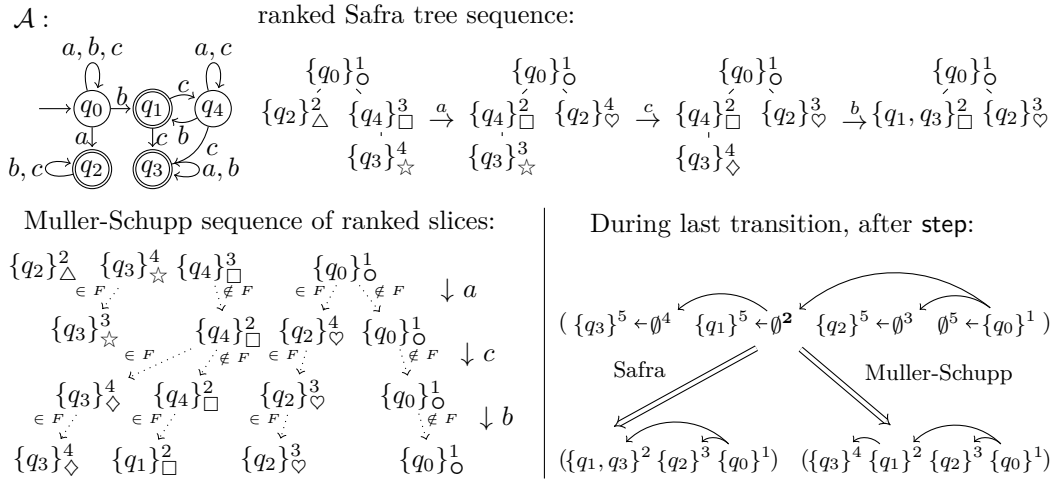 𝒜 :
ranked Safra tree sequence:
a, b, c
a, c
q₀ b q₁ c q₄
b
a c c
b, c q₂ q₃ a, b
{q₀}¹○ {q₀}¹○ {q₀}¹○ {q₀}¹○
{q₂}²△ {q₄}³□ →ᵃ {q₄}²□ {q₂}⁴♡ →ᶜ {q₄}²□ {q₂}³♡ →ᵇ {q₁, q₃}²□ {q₂}³♡
{q₃}⁴☆ {q₃}³☆ {q₃}⁴◇
Muller-Schupp sequence of ranked slices:
{q₂}²△ {q₃}⁴☆ {q₄}³□ {q₀}¹○
∈ F ∉ F ∈ F ∉ F ↓ a
{q₃}³☆ {q₄}²□ {q₂}⁴♡ {q₀}¹○
∈ F ∉ F ∈ F ∉ F ↓ c
{q₃}⁴◇ {q₄}²□ {q₂}³♡ {q₀}¹○
∈ F ∈ F ∈ F ∉ F ↓ b
{q₃}⁴◇ {q₁}²□ {q₂}³♡ {q₀}¹○
During last transition, after step:
( {q₃}⁵ ←∅⁴ {q₁}⁵ ←∅² {q₂}⁵ ←∅³ ∅⁵ ←{q₀}¹ )
Safra
Muller-Schupp
({q₁, q₃}² {q₂}³ {q₀}¹) ({q₃}⁴ {q₁}² {q₂}³ {q₀}¹)